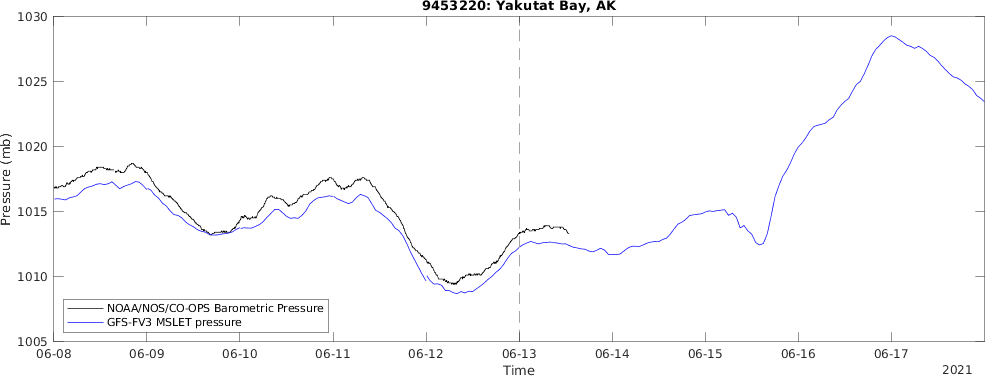 9453220: Yakutat Bay, AK
1030
1025
1020
1015
1010
1005
Pressure (mb)
NOAA/NOS/CO-OPS Barometric Pressure
GFS-FV3 MSLET pressure
06-08 06-09 06-10 06-11 06-12 06-13 06-14 06-15 06-16 06-17
Time
2021